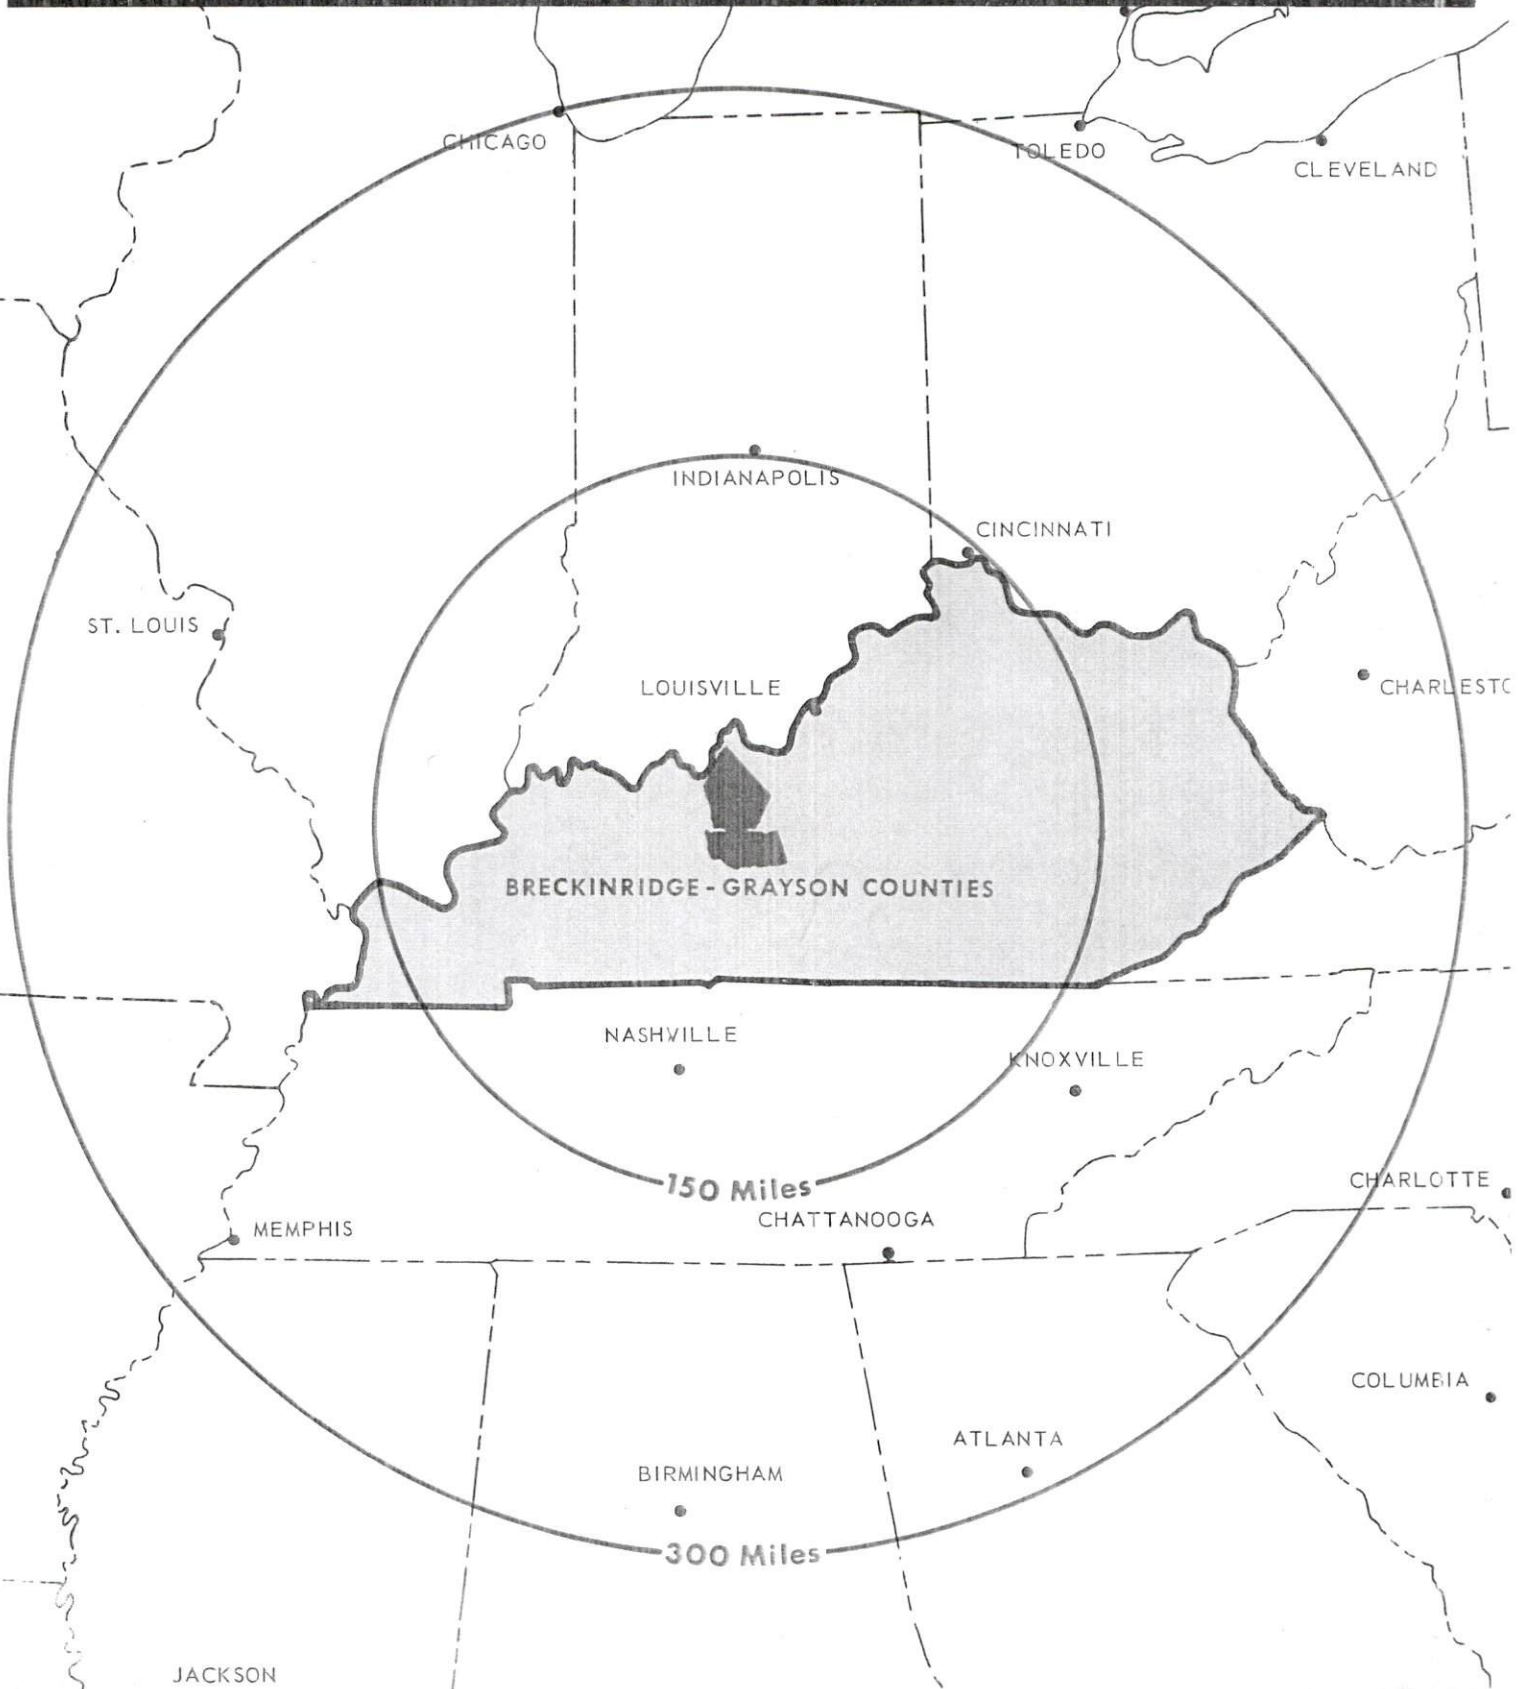 CHICAGO
TOLEDO
CLEVELAND
INDIANAPOLIS
CINCINNATI
ST. LOUIS
LOUISVILLE
CHARLESTO
BRECKINRIDGE - GRAYSON COUNTIES
NASHVILLE
KNOXVILLE
150 Miles
CHARLOTTE
CHATTANOOGA
MEMPHIS
COLUMBIA
ATLANTA
BIRMINGHAM
300 Miles
JACKSON